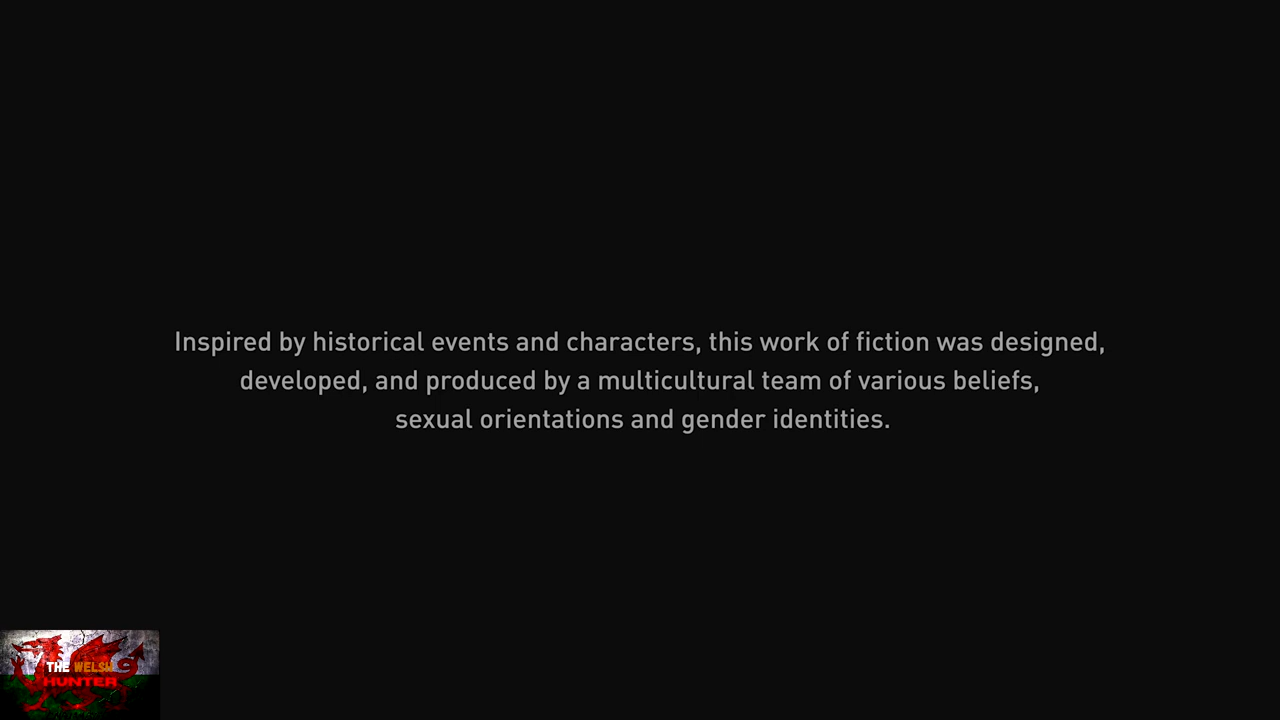 Inspired by historical events and characters, this work of fiction was designed,
developed, and produced by a multicultural team of various beliefs,
sexual orientations and gender identities.
THE WELSH
HUNTER